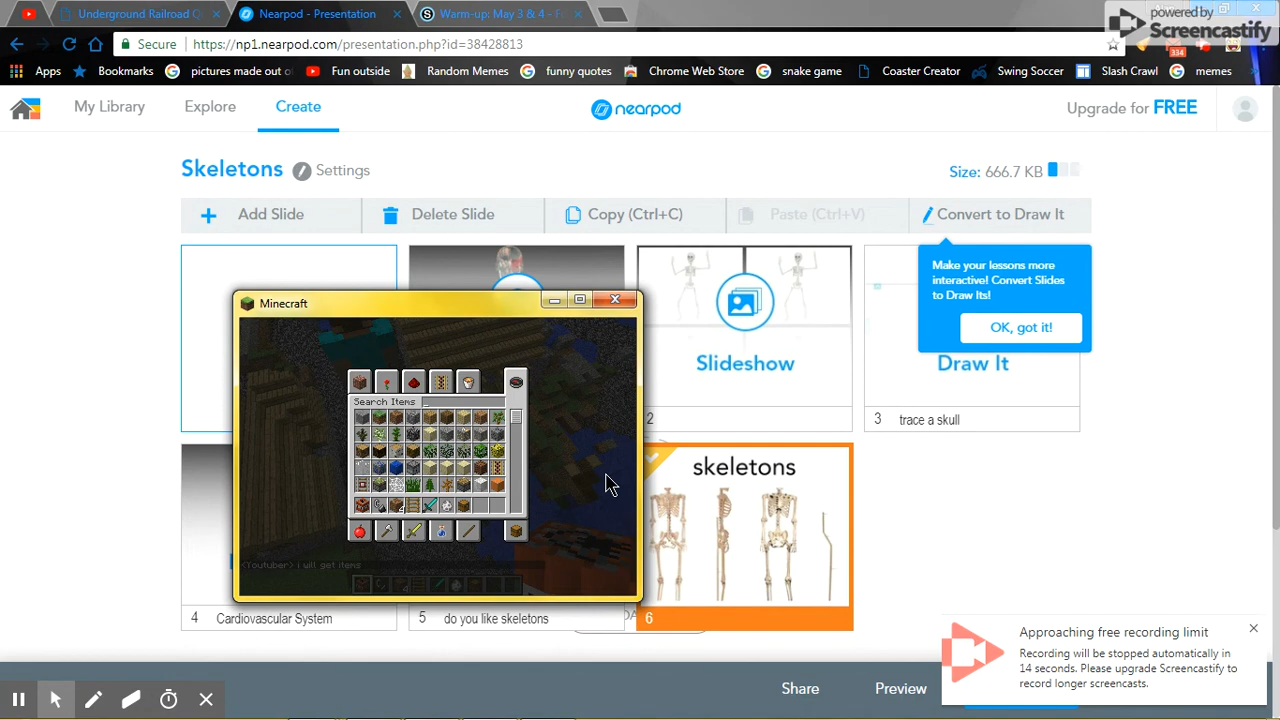 Underground Railroad Q
Nearpod - Presentation
Warm-up: May 3 & 4 - F
powered by
Screencastify
Secure
https://np1.nearpod.com/presentation.php?id=38428813
334
Apps
Bookmarks
pictures made out of
Fun outside
Random Memes
funny quotes
Chrome Web Store
snake game
Coaster Creator
Swing Soccer
Slash Crawl
memes
My Library
Explore
Create
nearpod
Upgrade for FREE
Skeletons
Settings
Size: 666.7 KB
Add Slide
Delete Slide
Copy (Ctrl+C)
Paste (Ctrl+V)
Convert to Draw It
Make your lessons more
interactive! Convert Slides
to Draw Its!
OK, got it!
Minecraft
Search Items
<Youtuber> i will get items
Slideshow
Draw It
2
3 trace a skull
skeletons
4 Cardiovascular System
5 do you like skeletons
6
Approaching free recording limit
Recording will be stopped automatically in
14 seconds. Please upgrade Screencastify to
record longer screencasts.
Share
Preview